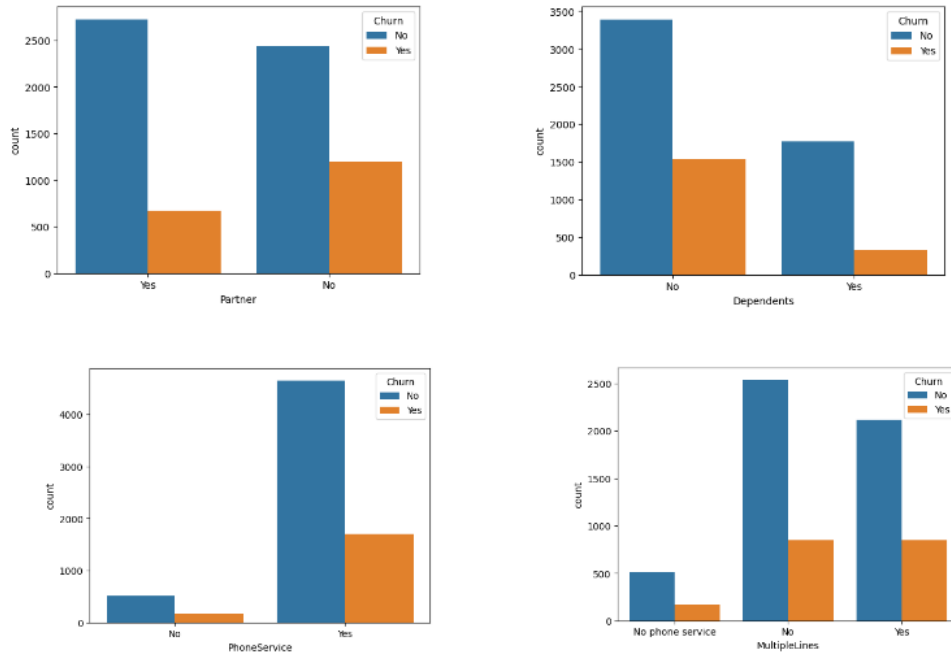 Churn
No
Yes
2500
2000
1500
1000
500
0
count
Yes No
Partner
Churn
No
Yes
3500
3000
2500
2000
1500
1000
500
0
count
No Yes
Dependents
Churn
No
Yes
4000
3000
2000
1000
0
count
No Yes
PhoneService
Churn
No
Yes
2500
2000
1500
1000
500
0
count
No phone service No Yes
MultipleLines